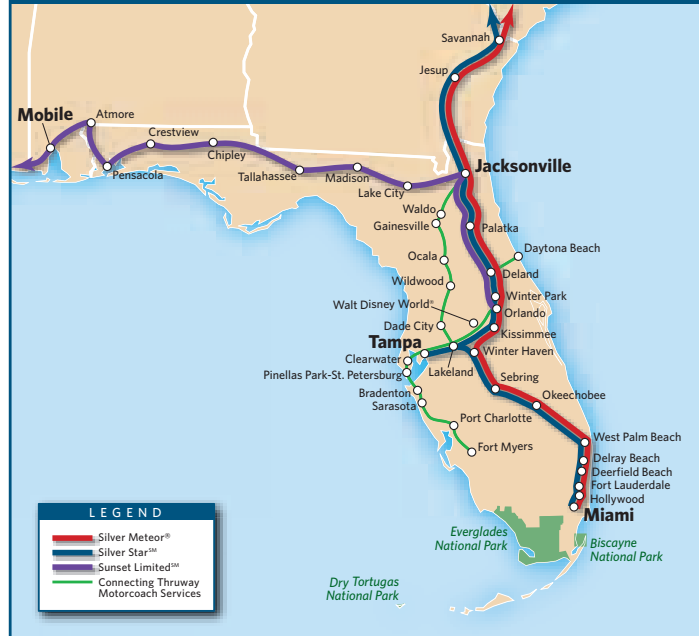 Savannah
Jesup
Mobile
Atmore
Crestview
Chipley
Pensacola
Tallahassee
Madison
Lake City
Jacksonville
Waldo
Gainesville
Palatka
Daytona Beach
Ocala
Deland
Wildwood
Winter Park
Walt Disney World®
Orlando
Dade City
Kissimmee
Tampa
Clearwater
Winter Haven
Lakeland
Pinellas Park-St. Petersburg
Sebring
Bradenton
Okeechobee
Sarasota
Port Charlotte
West Palm Beach
Fort Myers
Delray Beach
Deerfield Beach
Fort Lauderdale
Hollywood
Miami
LEGEND
Silver Meteor®
Silver Star℠
Sunset Limited℠
Connecting Thruway
Motorcoach Services
Everglades
National Park
Biscayne
National Park
Dry Tortugas
National Park